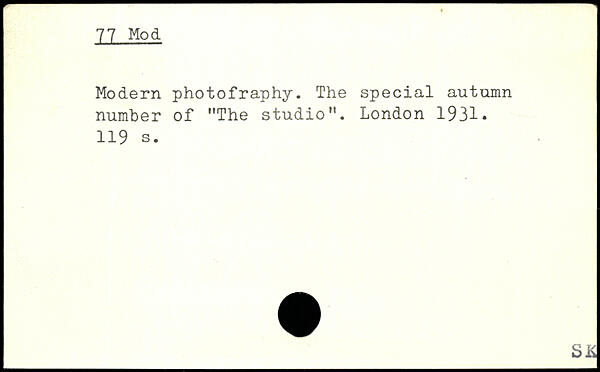 77 Mod
Modern photofraphy. The special autumn
number of "The studio". London 1931.
119 s.
SK